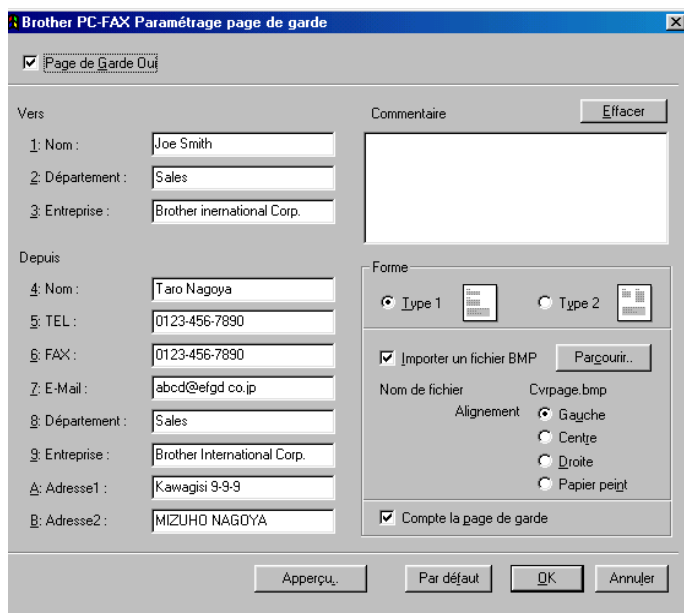 Brother PC-FAX Paramétrage page de garde
Page de Garde Oui
Vers
1: Nom : Joe Smith
2: Département : Sales
3: Entreprise : Brother inernational Corp.
Commentaire Effacer
Depuis
4: Nom : Taro Nagoya
5: TEL : 0123-456-7890
6: FAX : 0123-456-7890
7: E-Mail : abcd@efgd co.jp
8: Département : Sales
9: Entreprise : Brother International Corp.
A: Adresse1 : Kawagisi 9-9-9
B: Adresse2 : MIZUHO NAGOYA
Forme
Type 1 Type 2
Importer un fichier BMP Parcourir..
Nom de fichier Cvrpage.bmp
Alignement Gauche
Centre
Droite
Papier peint
Compte la page de garde
Apperçu.. Par défaut OK Annuler